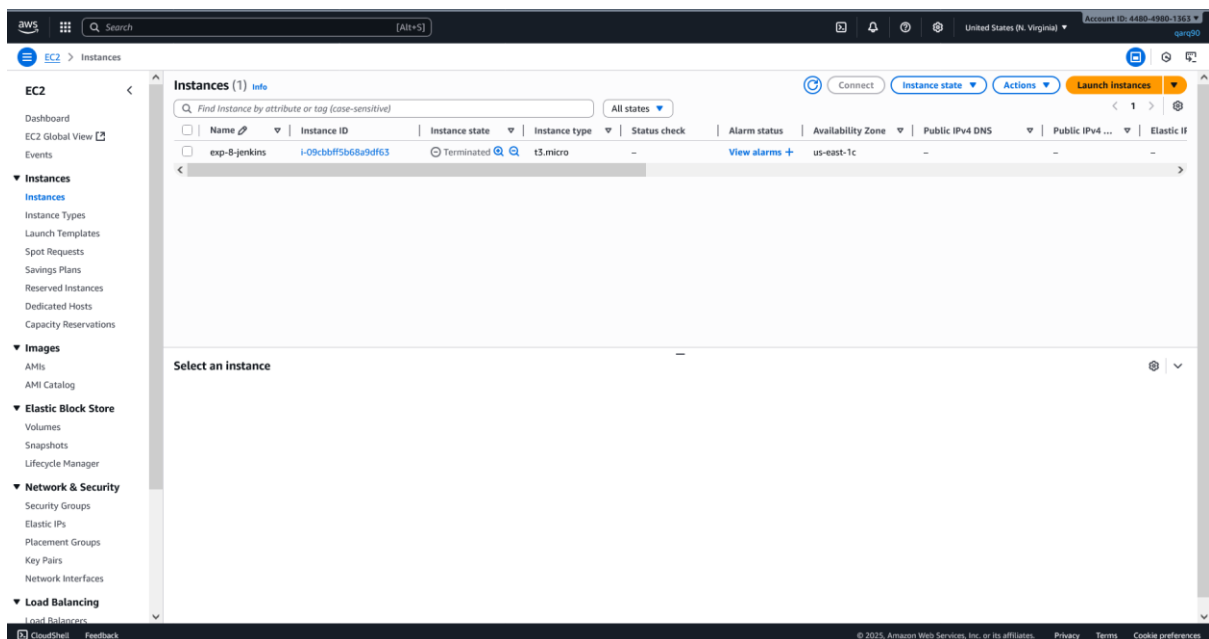 aws
Search
[Alt+S]
United States (N. Virginia)
Account ID: 4480-4980-1363
qarq90
EC2 > Instances
EC2
Dashboard
EC2 Global View
Events
Instances
Instances
Instance Types
Launch Templates
Spot Requests
Savings Plans
Reserved Instances
Dedicated Hosts
Capacity Reservations
Images
AMIs
AMI Catalog
Elastic Block Store
Volumes
Snapshots
Lifecycle Manager
Network & Security
Security Groups
Elastic IPs
Placement Groups
Key Pairs
Network Interfaces
Load Balancing
Load Balancers
Instances (1) Info
Connect
Instance state
Actions
Launch instances
Find Instance by attribute or tag (case-sensitive)
All states
1
Name Instance ID Instance state Instance type Status check Alarm status Availability Zone Public IPv4 DNS Public IPv4 ... Elastic IP
exp-8-jenkins i-09cbbff5b68a9df63 Terminated t3.micro – View alarms + us-east-1c – – –
Select an instance
CloudShell Feedback
© 2025, Amazon Web Services, Inc. or its affiliates. Privacy Terms Cookie preferences